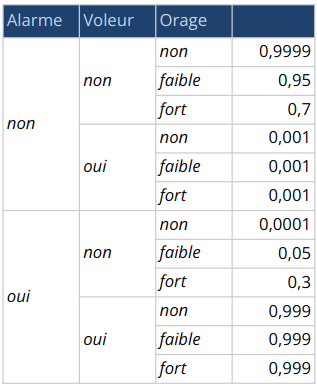 Alarme Voleur Orage
non non non 0,9999
faible 0,95
fort 0,7
oui non 0,001
faible 0,001
fort 0,001
oui non non 0,0001
faible 0,05
fort 0,3
oui non 0,999
faible 0,999
fort 0,999